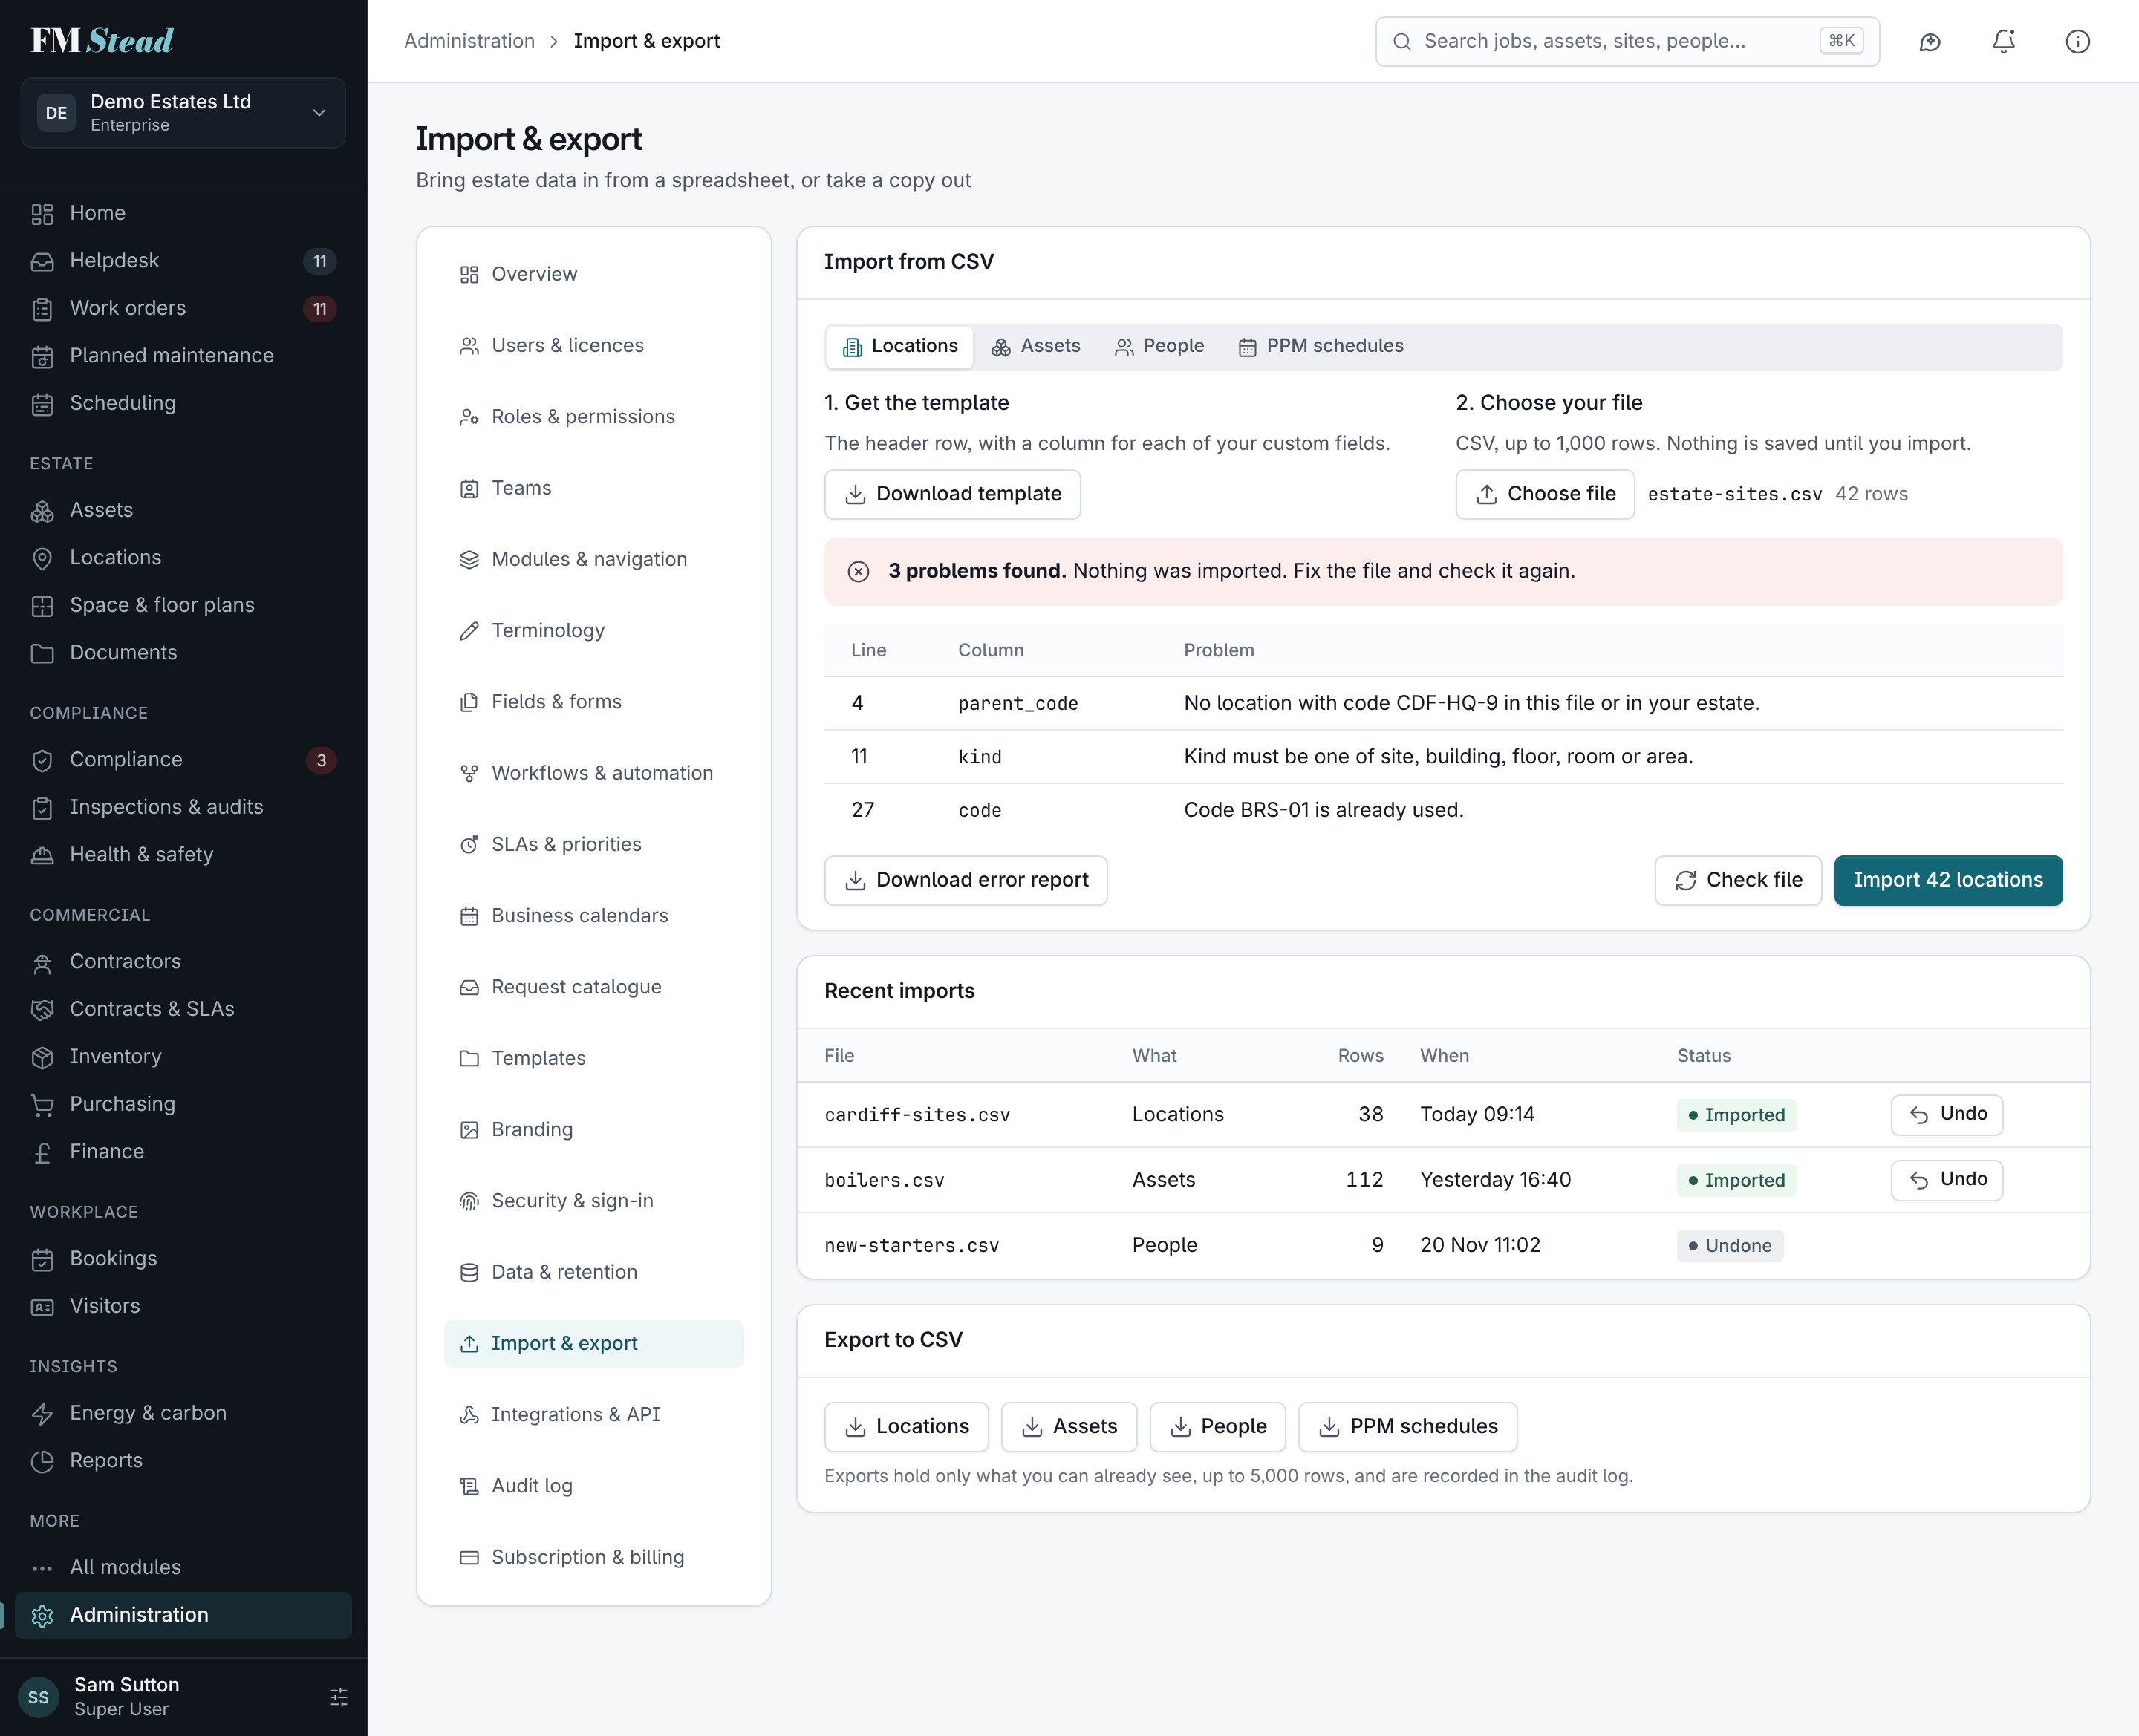 FM Stead
DE
Demo Estates Ltd
Enterprise
Home
Helpdesk 11
Work orders 11
Planned maintenance
Scheduling
ESTATE
Assets
Locations
Space & floor plans
Documents
COMPLIANCE
Compliance 3
Inspections & audits
Health & safety
COMMERCIAL
Contractors
Contracts & SLAs
Inventory
Purchasing
Finance
WORKPLACE
Bookings
Visitors
INSIGHTS
Energy & carbon
Reports
MORE
All modules
Administration
SS
Sam Sutton
Super User
Administration > Import & export
Search jobs, assets, sites, people... ⌘K
Import & export
Bring estate data in from a spreadsheet, or take a copy out
Overview
Users & licences
Roles & permissions
Teams
Modules & navigation
Terminology
Fields & forms
Workflows & automation
SLAs & priorities
Business calendars
Request catalogue
Templates
Branding
Security & sign-in
Data & retention
Import & export
Integrations & API
Audit log
Subscription & billing
Import from CSV
Locations Assets People PPM schedules
1. Get the template
The header row, with a column for each of your custom fields.
Download template
2. Choose your file
CSV, up to 1,000 rows. Nothing is saved until you import.
Choose file estate-sites.csv 42 rows
3 problems found. Nothing was imported. Fix the file and check it again.
Line Column Problem
4 parent_code No location with code CDF-HQ-9 in this file or in your estate.
11 kind Kind must be one of site, building, floor, room or area.
27 code Code BRS-01 is already used.
Download error report Check file Import 42 locations
Recent imports
File What Rows When Status
cardiff-sites.csv Locations 38 Today 09:14 Imported Undo
boilers.csv Assets 112 Yesterday 16:40 Imported Undo
new-starters.csv People 9 20 Nov 11:02 Undone
Export to CSV
Locations Assets People PPM schedules
Exports hold only what you can already see, up to 5,000 rows, and are recorded in the audit log.